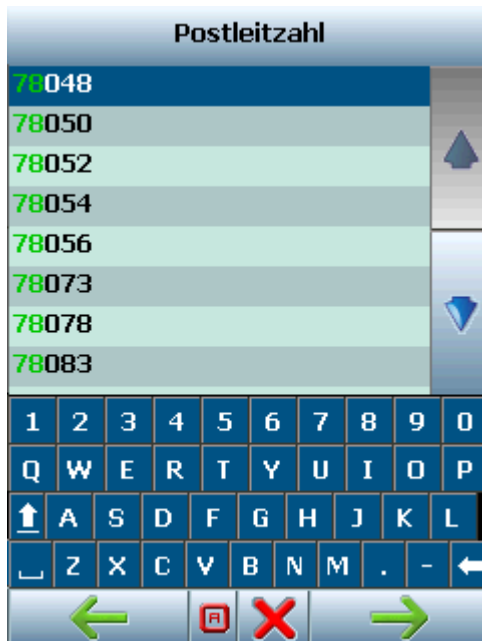 Postleitzahl
78048
78050
78052
78054
78056
78073
78078
78083
1 2 3 4 5 6 7 8 9 0
Q W E R T Y U I O P
A S D F G H J K L
Z X C V B N M . -
A